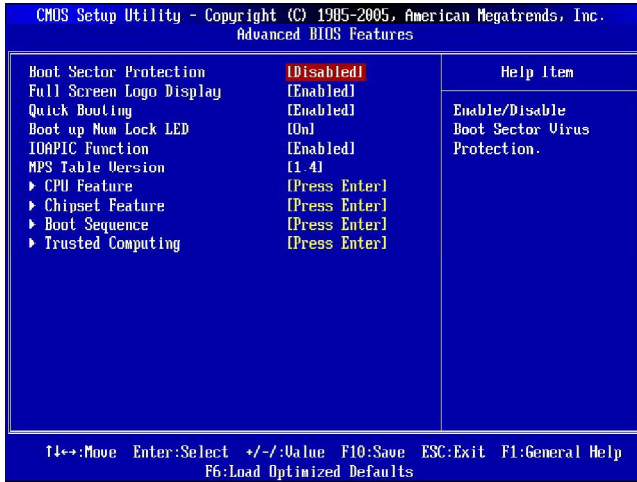 CMOS Setup Utility - Copyright (C) 1985-2005, American Megatrends, Inc.
Advanced BIOS Features
Boot Sector Protection [Disabled]
Full Screen Logo Display [Enabled]
Quick Booting [Enabled]
Boot up Num Lock LED [On]
IOAPIC Function [Enabled]
MPS Table Version [1.4]
▶ CPU Feature [Press Enter]
▶ Chipset Feature [Press Enter]
▶ Boot Sequence [Press Enter]
▶ Trusted Computing [Press Enter]
Help Item
Enable/Disable
Boot Sector Virus
Protection.
↑↓←→:Move Enter:Select +/-/:Value F10:Save ESC:Exit F1:General Help
F6:Load Optimized Defaults